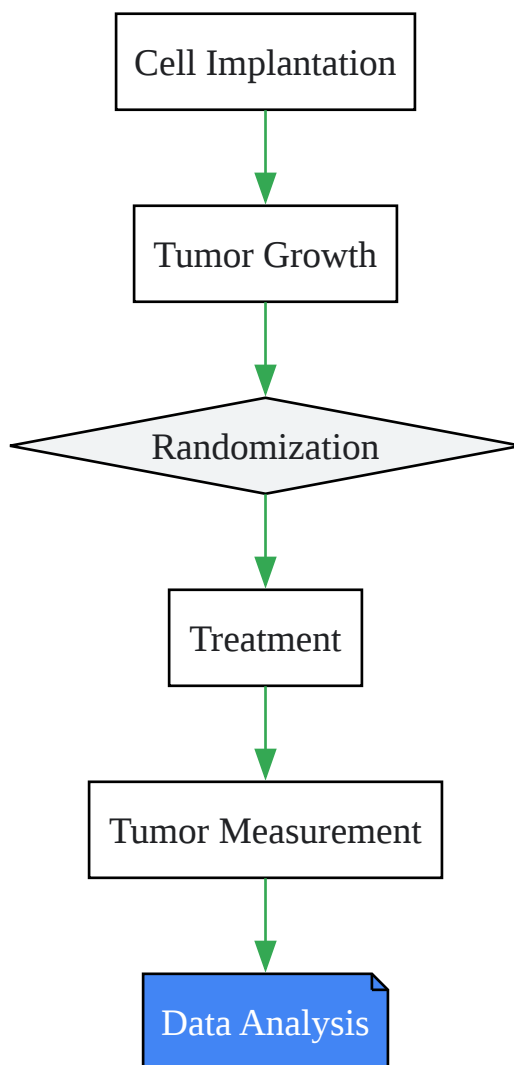 Cell Implantation
Tumor Growth
Randomization
Treatment
Tumor Measurement
Data Analysis